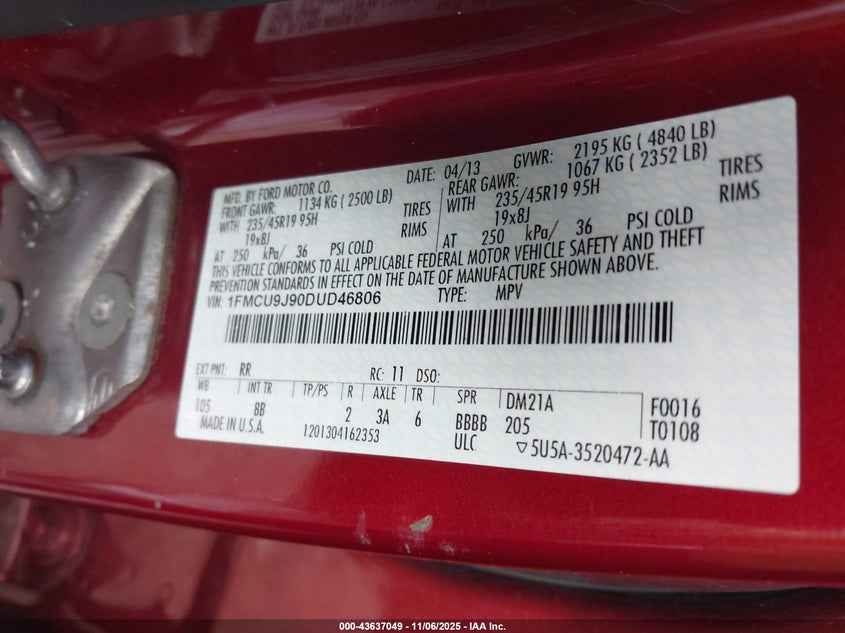 MFD. BY FORD MOTOR CO.
DATE: 04/13 GVWR: 2195 KG ( 4840 LB)
FRONT GAWR: 1134 KG ( 2500 LB) REAR GAWR: 1067 KG ( 2352 LB)
WITH 235/45R19 95H TIRES WITH 235/45R19 95H TIRES
19x8J RIMS 19x8J RIMS
AT 250 kPa/ 36 PSI COLD AT 250 kPa/ 36 PSI COLD
THIS VEHICLE CONFORMS TO ALL APPLICABLE FEDERAL MOTOR VEHICLE SAFETY AND THEFT
PREVENTION STANDARDS IN EFFECT ON THE DATE OF MANUFACTURE SHOWN ABOVE.
VIN: 1FMCU9J90DUD46806 TYPE: MPV
EXT PNT: RR RC: 11 DSO:
WB INT TR TP/PS R AXLE TR SPR DM21A F0016
105 8B 2 3A 6 BBBB 205 T0108
MADE IN U.S.A. 1201304162353 ULC ▽5U5A-3520472-AA
000-43637049 - 11/06/2025 - IAA Inc.